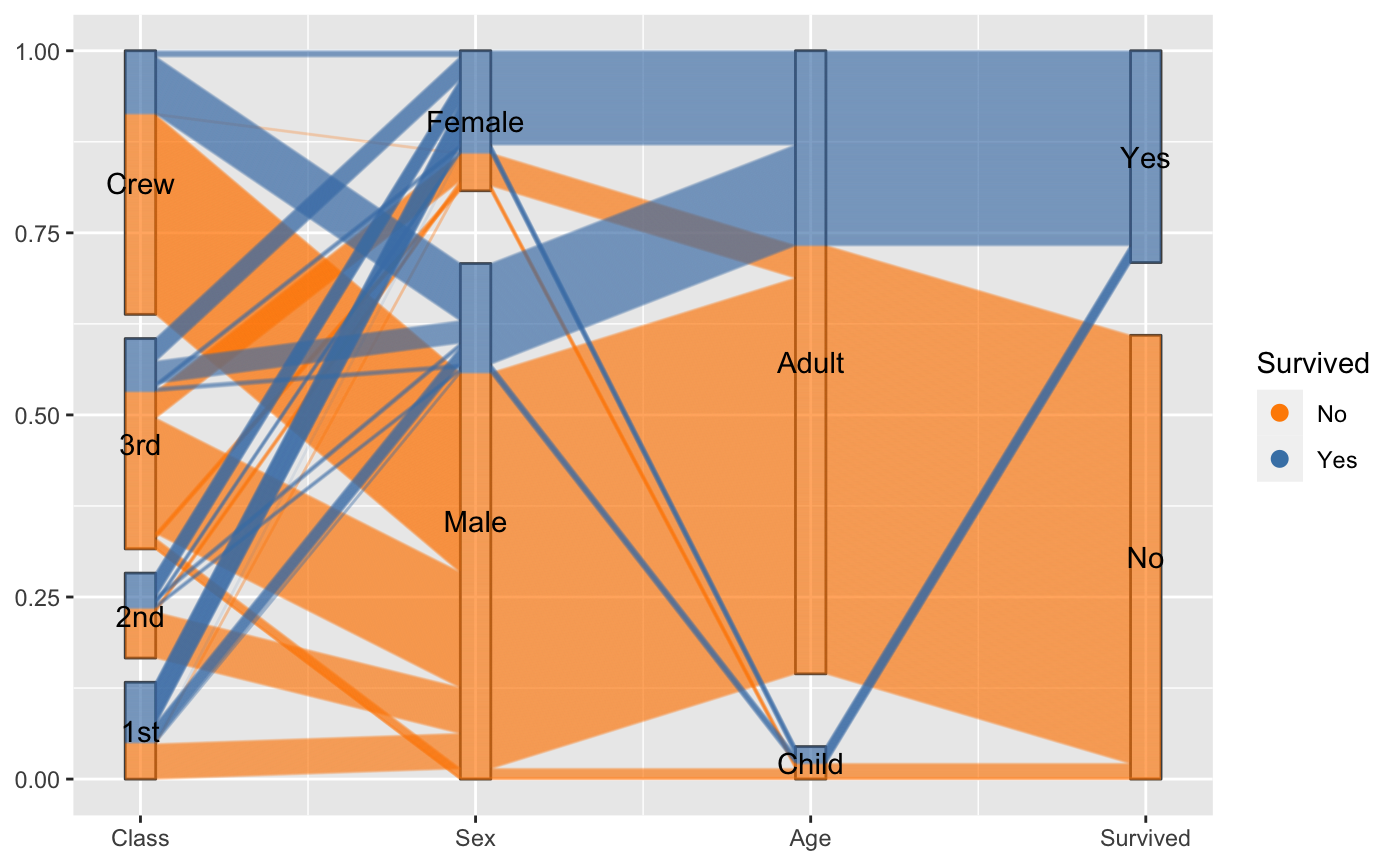 1.00
0.75
0.50
0.25
0.00
Crew
3rd
2nd
1st
Female
Male
Adult
Child
Yes
No
Class
Sex
Age
Survived
Survived
No
Yes